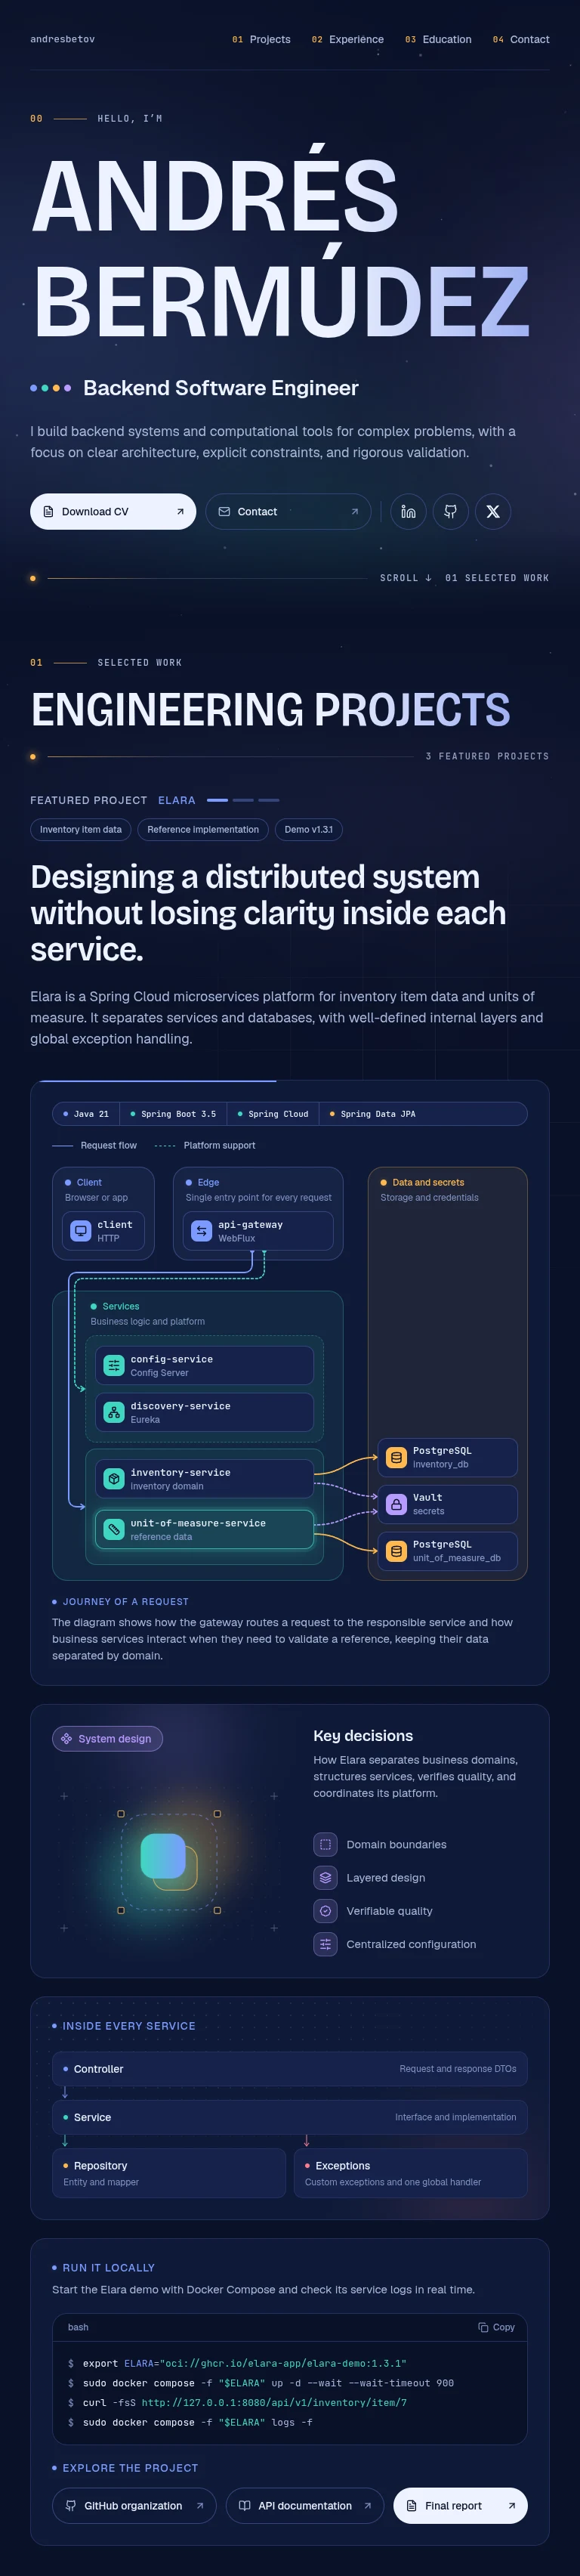 andresbetov
01 Projects 02 Experience 03 Education 04 Contact
00 HELLO, I’M
ANDRÉS
BERMÚDEZ
Backend Software Engineer
I build backend systems and computational tools for complex problems, with a
focus on clear architecture, explicit constraints, and rigorous validation.
Download CV
Contact
SCROLL ↓ 01 SELECTED WORK
01 SELECTED WORK
ENGINEERING PROJECTS
3 FEATURED PROJECTS
FEATURED PROJECT ELARA
Inventory item data
Reference implementation
Demo v1.3.1
Designing a distributed system
without losing clarity inside each
service.
Elara is a Spring Cloud microservices platform for inventory item data and units of
measure. It separates services and databases, with well-defined internal layers and
global exception handling.
Java 21
Spring Boot 3.5
Spring Cloud
Spring Data JPA
Request flow
Platform support
Client
Browser or app
client
HTTP
Edge
Single entry point for every request
api-gateway
WebFlux
Data and secrets
Storage and credentials
Services
Business logic and platform
config-service
Config Server
discovery-service
Eureka
inventory-service
inventory domain
unit-of-measure-service
reference data
PostgreSQL
inventory_db
Vault
secrets
PostgreSQL
unit_of_measure_db
JOURNEY OF A REQUEST
The diagram shows how the gateway routes a request to the responsible service and how
business services interact when they need to validate a reference, keeping their data
separated by domain.
System design
Key decisions
How Elara separates business domains,
structures services, verifies quality, and
coordinates its platform.
Domain boundaries
Layered design
Verifiable quality
Centralized configuration
INSIDE EVERY SERVICE
Controller
Request and response DTOs
Service
Interface and implementation
Repository
Entity and mapper
Exceptions
Custom exceptions and one global handler
RUN IT LOCALLY
Start the Elara demo with Docker Compose and check its service logs in real time.
bash
Copy
$ export ELARA="oci://ghcr.io/elara-app/elara-demo:1.3.1"
$ sudo docker compose -f "$ELARA" up -d --wait --wait-timeout 900
$ curl -fsS http://127.0.0.1:8080/api/v1/inventory/item/7
$ sudo docker compose -f "$ELARA" logs -f
EXPLORE THE PROJECT
GitHub organization
API documentation
Final report